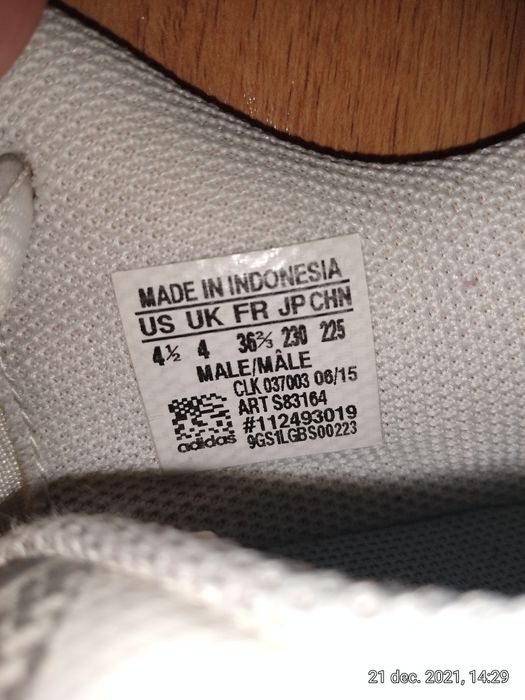 MADE IN INDONESIA
US UK FR JP CHN
4½ 4 36⅔ 230 225
MALE/MÂLE
CLK 037003 06/15
ART S83164
#112493019
adidas 9GS1LGBS00223
21 dec. 2021, 14:29